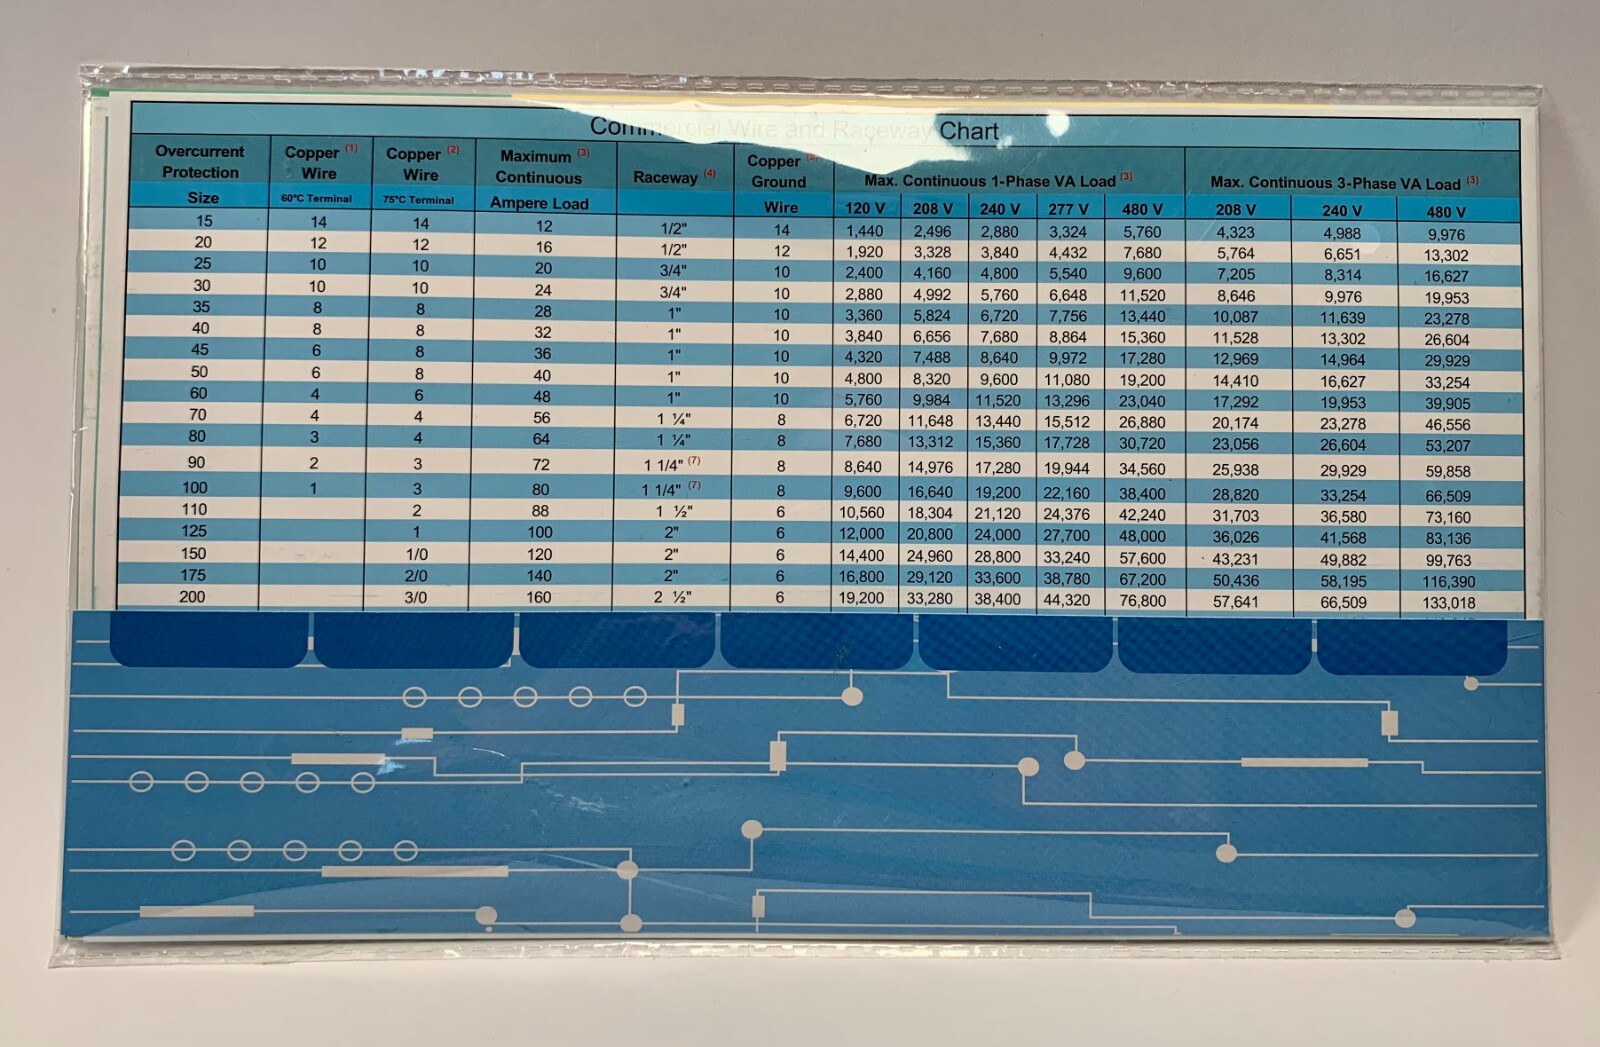 Commercial Wire and Raceway Chart
Overcurrent Protection Size Copper (1) Wire 60°C Terminal Copper (2) Wire 75°C Terminal Maximum (3) Continuous Ampere Load Raceway (4) Copper Ground Wire Max. Continuous 1-Phase VA Load (3) Max. Continuous 3-Phase VA Load (3)
120 V 208 V 240 V 277 V 480 V 208 V 240 V 480 V
15 14 14 12 1/2" 14 1,440 2,496 2,880 3,324 5,760 4,323 4,988 9,976
20 12 12 16 1/2" 12 1,920 3,328 3,840 4,432 7,680 5,764 6,651 13,302
25 10 10 20 3/4" 10 2,400 4,160 4,800 5,540 9,600 7,205 8,314 16,627
30 10 10 24 3/4" 10 2,880 4,992 5,760 6,648 11,520 8,646 9,976 19,953
35 8 8 28 1" 10 3,360 5,824 6,720 7,756 13,440 10,087 11,639 23,278
40 8 8 32 1" 10 3,840 6,656 7,680 8,864 15,360 11,528 13,302 26,604
45 6 8 36 1" 10 4,320 7,488 8,640 9,972 17,280 12,969 14,964 29,929
50 6 8 40 1" 10 4,800 8,320 9,600 11,080 19,200 14,410 16,627 33,254
60 4 6 48 1" 10 5,760 9,984 11,520 13,296 23,040 17,292 19,953 39,905
70 4 4 56 1 ¼" 8 6,720 11,648 13,440 15,512 26,880 20,174 23,278 46,556
80 3 4 64 1 ¼" 8 7,680 13,312 15,360 17,728 30,720 23,056 26,604 53,207
90 2 3 72 1 1/4" (7) 8 8,640 14,976 17,280 19,944 34,560 25,938 29,929 59,858
100 1 3 80 1 1/4" (7) 8 9,600 16,640 19,200 22,160 38,400 28,820 33,254 66,509
110 2 88 1 ½" 6 10,560 18,304 21,120 24,376 42,240 31,703 36,580 73,160
125 1 100 2" 6 12,000 20,800 24,000 27,700 48,000 36,026 41,568 83,136
150 1/0 120 2" 6 14,400 24,960 28,800 33,240 57,600 43,231 49,882 99,763
175 2/0 140 2" 6 16,800 29,120 33,600 38,780 67,200 50,436 58,195 116,390
200 3/0 160 2 ½" 6 19,200 33,280 38,400 44,320 76,800 57,641 66,509 133,018